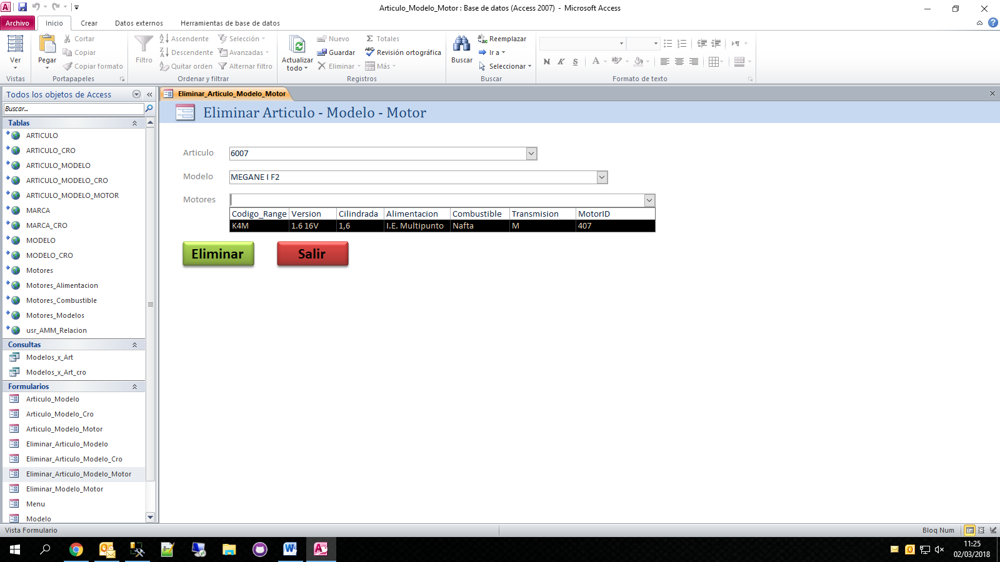 Articulo_Modelo_Motor : Base de datos (Access 2007) - Microsoft Access
Archivo Inicio Crear Datos externos Herramientas de base de datos
Ver
Vistas
Pegar
Cortar
Copiar
Copiar formato
Portapapeles
Filtro
Ascendente
Descendente
Quitar orden
Selección
Avanzadas
Alternar filtro
Ordenar y filtrar
Actualizar
todo
Nuevo
Guardar
Eliminar
Totales
Revisión ortográfica
Más
Registros
Buscar
Reemplazar
Ir a
Seleccionar
Buscar
N K S
Formato de texto
Todos los objetos de Access
Buscar...
Tablas
ARTICULO
ARTICULO_CRO
ARTICULO_MODELO
ARTICULO_MODELO_CRO
ARTICULO_MODELO_MOTOR
MARCA
MARCA_CRO
MODELO
MODELO_CRO
Motores
Motores_Alimentacion
Motores_Combustible
Motores_Modelos
usr_AMM_Relacion
Consultas
Modelos_x_Art
Modelos_x_Art_cro
Formularios
Articulo_Modelo
Articulo_Modelo_Cro
Articulo_Modelo_Motor
Eliminar_Articulo_Modelo
Eliminar_Articulo_Modelo_Cro
Eliminar_Articulo_Modelo_Motor
Eliminar_Modelo_Motor
Menu
Modelo
Eliminar_Articulo_Modelo_Motor
Eliminar Articulo - Modelo - Motor
Articulo 6007
Modelo MEGANE I F2
Motores
Codigo_Range Version Cilindrada Alimentacion Combustible Transmision MotorID
K4M 1.6 16V 1,6 I.E. Multipunto Nafta M 407
Eliminar Salir
Vista Formulario
Bloq Num
11:25
02/03/2018